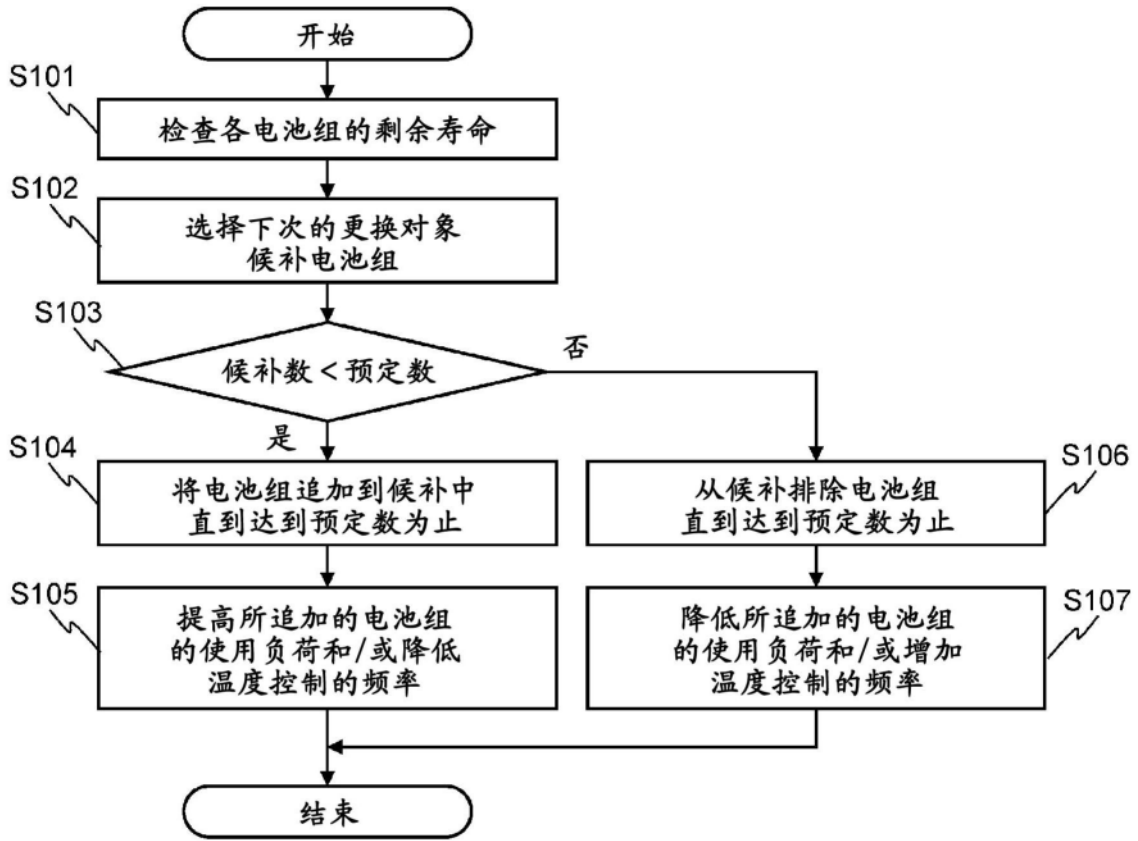 开始
S101
检查各电池组的剩余寿命
S102
选择下次的更换对象
候补电池组
S103
候补数<预定数
否
是
S104
将电池组追加到候补中
直到达到预定数为止
S106
从候补排除电池组
直到达到预定数为止
S105
提高所追加的电池组
的使用负荷和/或降低
温度控制的频率
S107
降低所追加的电池组
的使用负荷和/或增加
温度控制的频率
结束